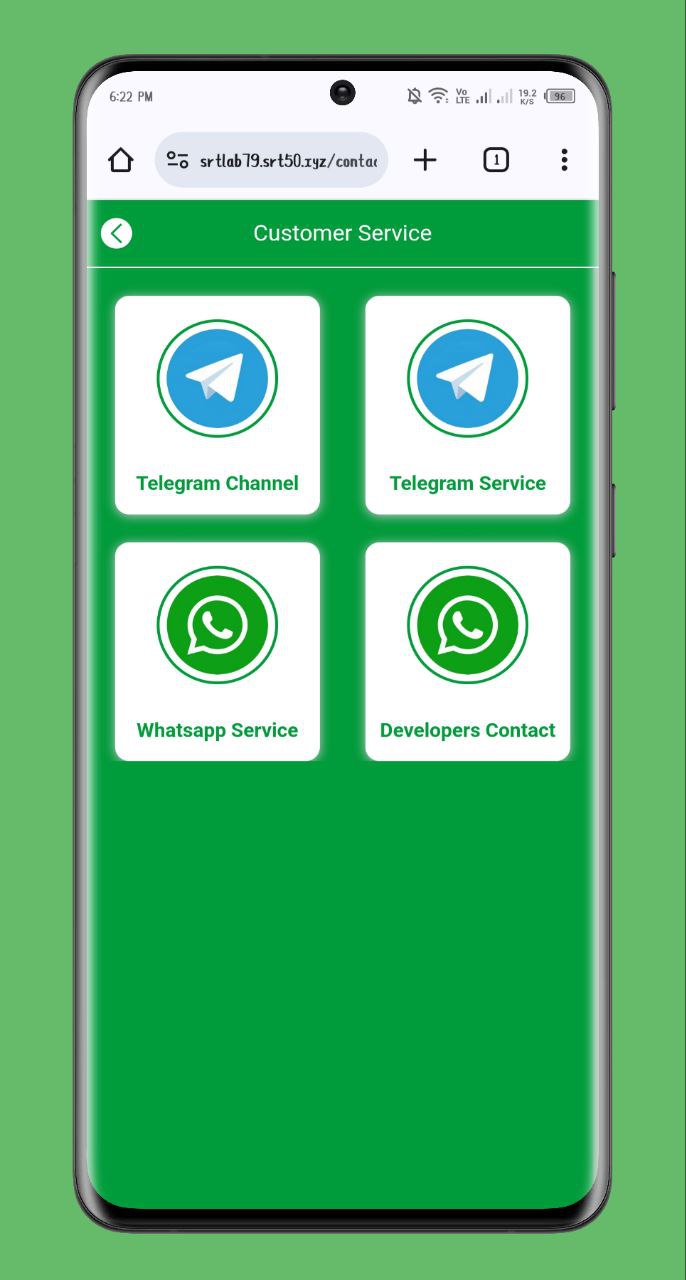 6:22 PM
Vo
LTE
19.2
K/S
96
srtlab79.srt50.xyz/contac
1
Customer Service
Telegram Channel
Telegram Service
Whatsapp Service
Developers Contact